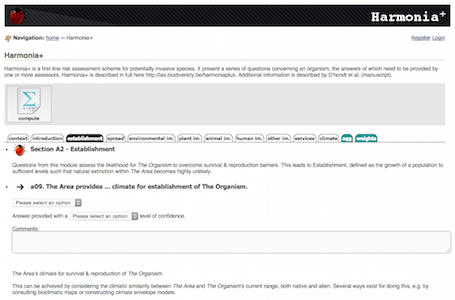 Harmonia+
Navigation: home ›› Harmonia+
Register Login
Harmonia+
Harmonia+ is a first-line risk assessment scheme for potentially invasive species. It present a series of questions concerning an organism, the answers of which need to be provided by
one or more assessors. Harmonia+ is described in full here http://ias.biodiversity.be/harmoniaplus. Additional information is described by D'hondt et al. (manuscript).
Σ
compute
context introduction establishment spread environmental im. plant im. animal im. human im. other im. services climate weights
Section A2 - Establishment
Questions from this module assess the likelihood for The Organism to overcome survival & reproduction barriers. This leads to Establishment, defined as the growth of a population to
sufficient levels such that natural extinction within The Area becomes highly unlikely.
a09. The Area provides ... climate for establishment of The Organism.
Please select an option
Answer provided with a Please select an option level of confidence.
Comments:
The Area's climate for survival & reproduction of The Organism.
This can be achieved by considering the climatic similarity between The Area and The Organism's current range, both native and alien. Several ways exist for doing this, e.g. by
consulting bioclimatic maps or constructing climate envelope models.